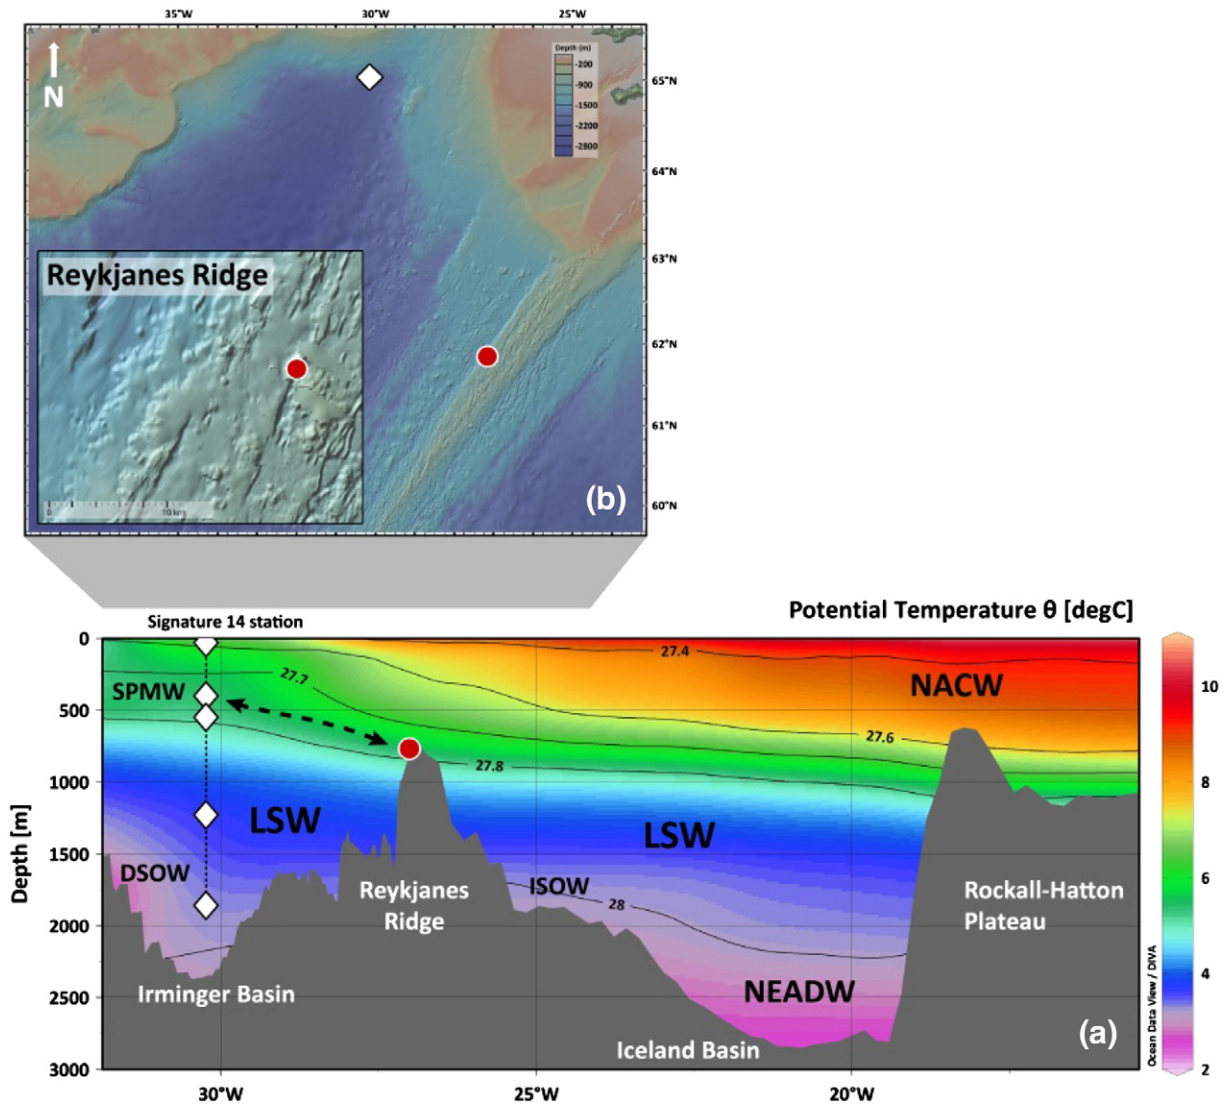 35°W 30°W 25°W
N
Depth (m)
-200
-900
-1500
-2200
-2800
65°N
64°N
63°N
62°N
61°N
60°N
Reykjanes Ridge
0 10 km
(b)
Signature 14 station
Potential Temperature θ [degC]
0
500
1000
1500
2000
2500
3000
Depth [m]
27.4
27.7
27.6
27.8
28
SPMW
NACW
LSW
LSW
DSOW
ISOW
NEADW
Reykjanes
Ridge
Rockall-Hatton
Plateau
Irminger Basin
Iceland Basin
(a)
30°W 25°W 20°W
Ocean Data View / DIVA
10
8
6
4
2